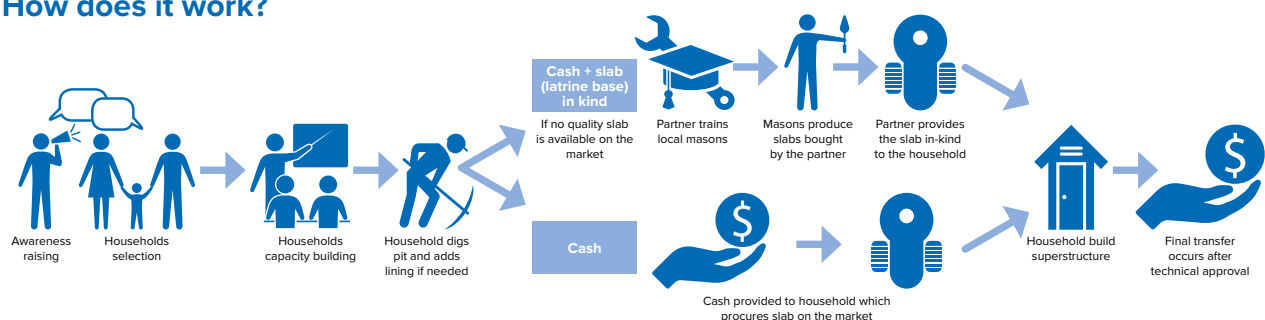 How does it work?
Awareness
raising
Households
selection
Households
capacity building
Household digs
pit and adds
lining if needed
Cash + slab
(latrine base)
in kind
If no quality slab
is available on the
market
Partner trains
local masons
Masons produce
slabs bought
by the partner
Partner provides
the slab in-kind
to the household
Cash
$
Cash provided to household which
procures slab on the market
Household build
superstructure
$
Final transfer
occurs after
technical approval